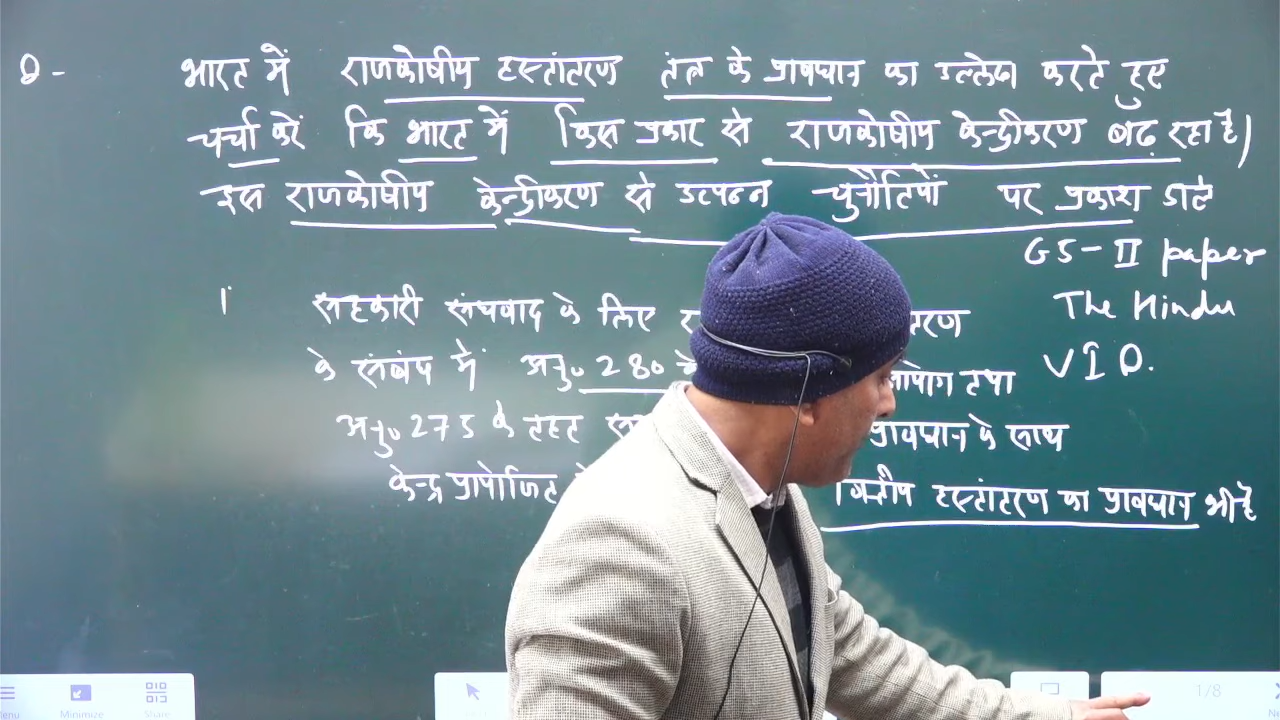 Q - भारत में राजकोषीय हस्तांतरण तंत्र के प्रावधान का उल्लेख करते हुए
चर्चा करें कि भारत में किस प्रकार से राजकोषीय केन्द्रीकरण बढ़ रहा है)
इस राजकोषीय केन्द्रीकरण से उत्पन्न चुनौतियों पर प्रकाश डाले
GS-II paper
The Hindu
VID.
1 सहकारी संघवाद के लिए
के संबंध में अनु० 280 आयोग तथा
अनु० 275 के तहत प्रावधान के साथ
केन्द्र प्रायोजित वित्तीय हस्तांतरण का प्रावधान भी है
Minimize
Share
1/8